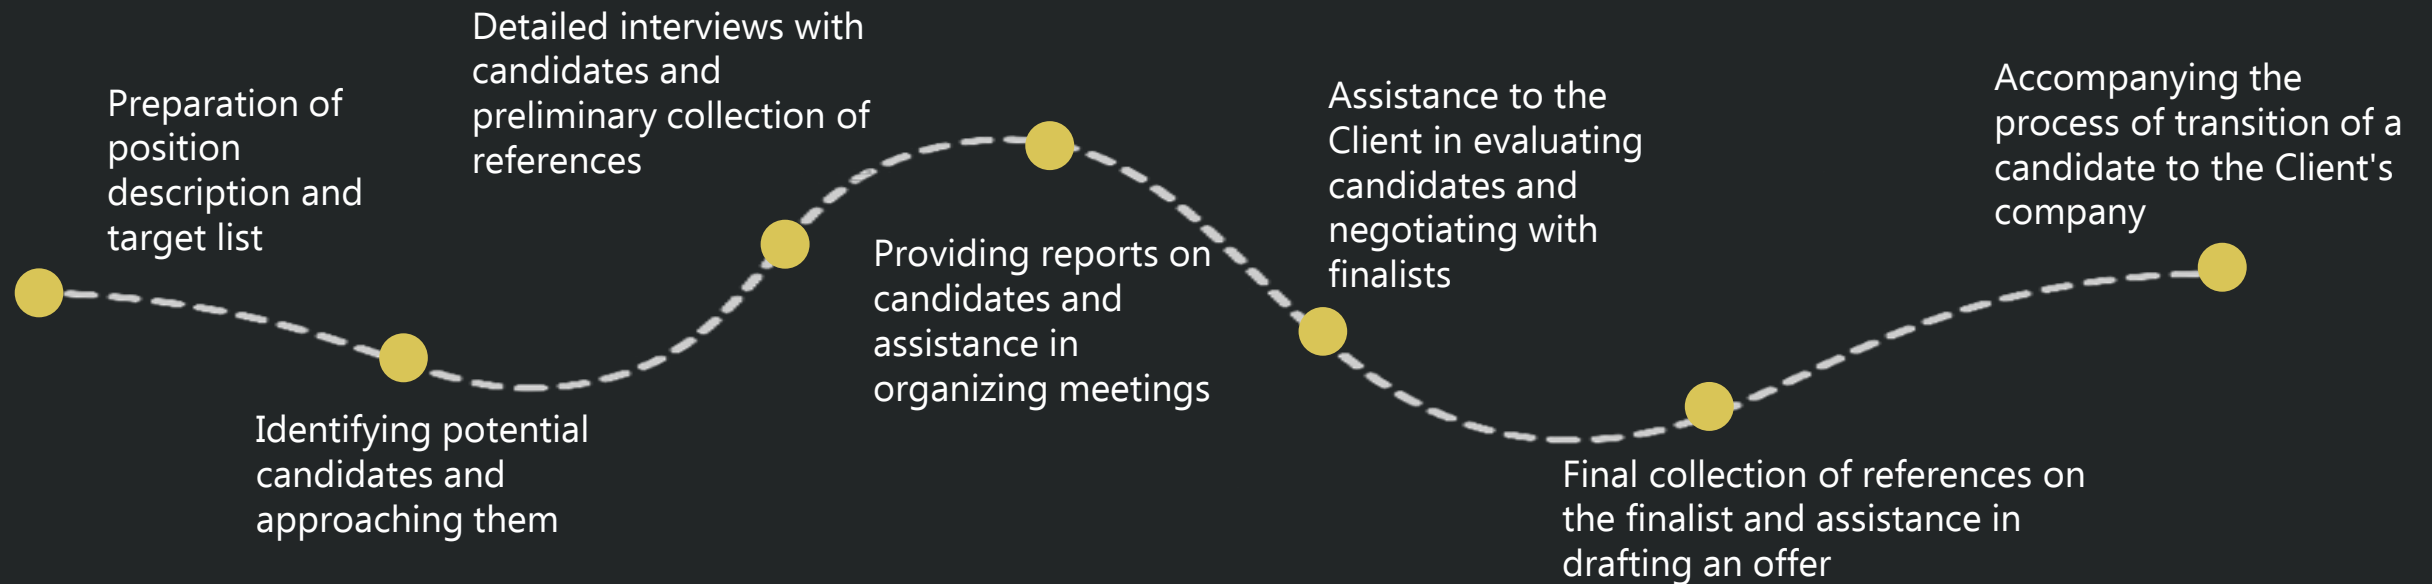 Preparation of
position
description and
target list
Identifying potential
candidates and
approaching them
Detailed interviews with
candidates and
preliminary collection of
references
Providing reports on
candidates and
assistance in
organizing meetings
Assistance to the
Client in evaluating
candidates and
negotiating with
finalists
Final collection of references on
the finalist and assistance in
drafting an offer
Accompanying the
process of transition of a
candidate to the Client's
company